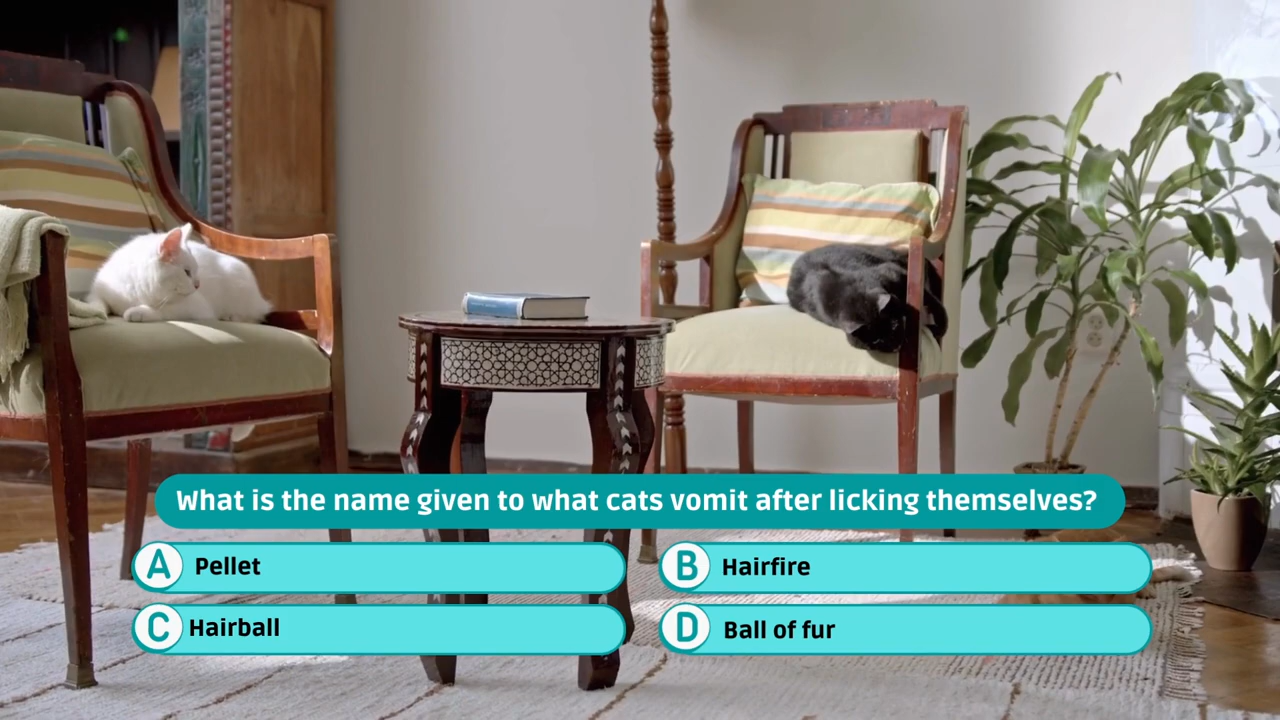 What is the name given to what cats vomit after licking themselves?
A Pellet
B Hairfire
C Hairball
D Ball of fur